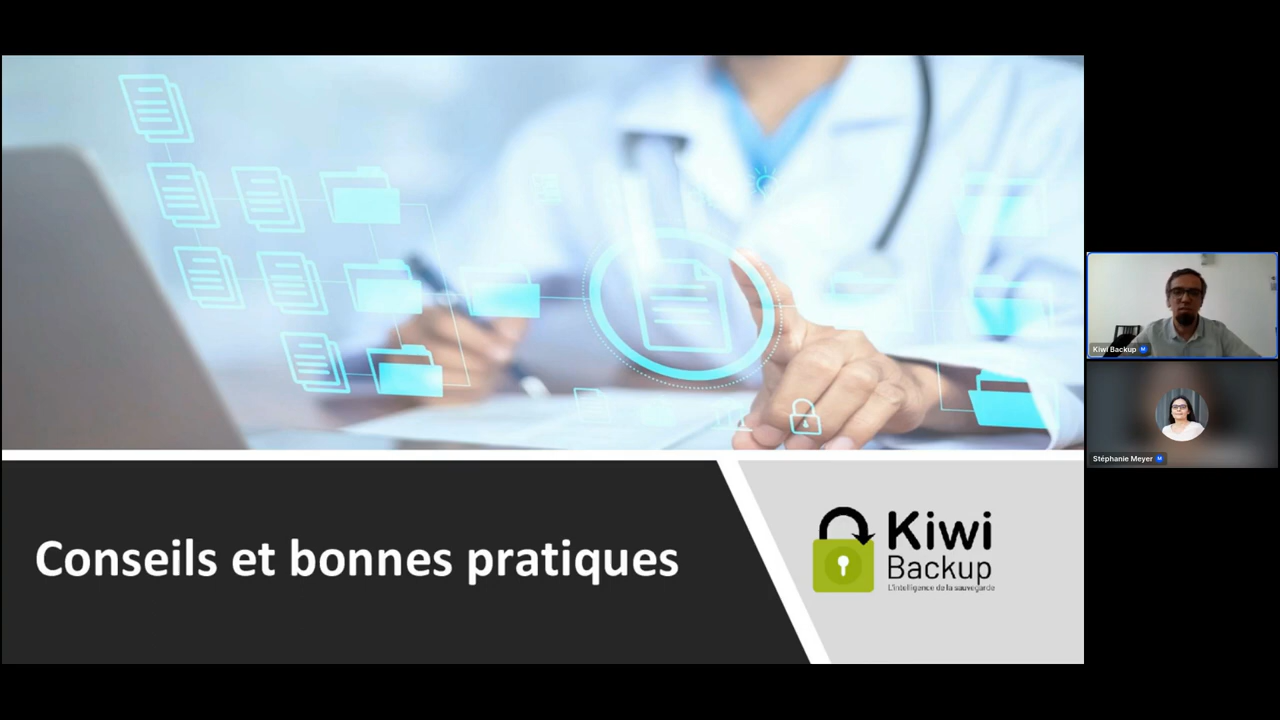 Conseils et bonnes pratiques
Kiwi
Backup
L'intelligence de la sauvegarde
Kiwi Backup M
Stéphanie Meyer M